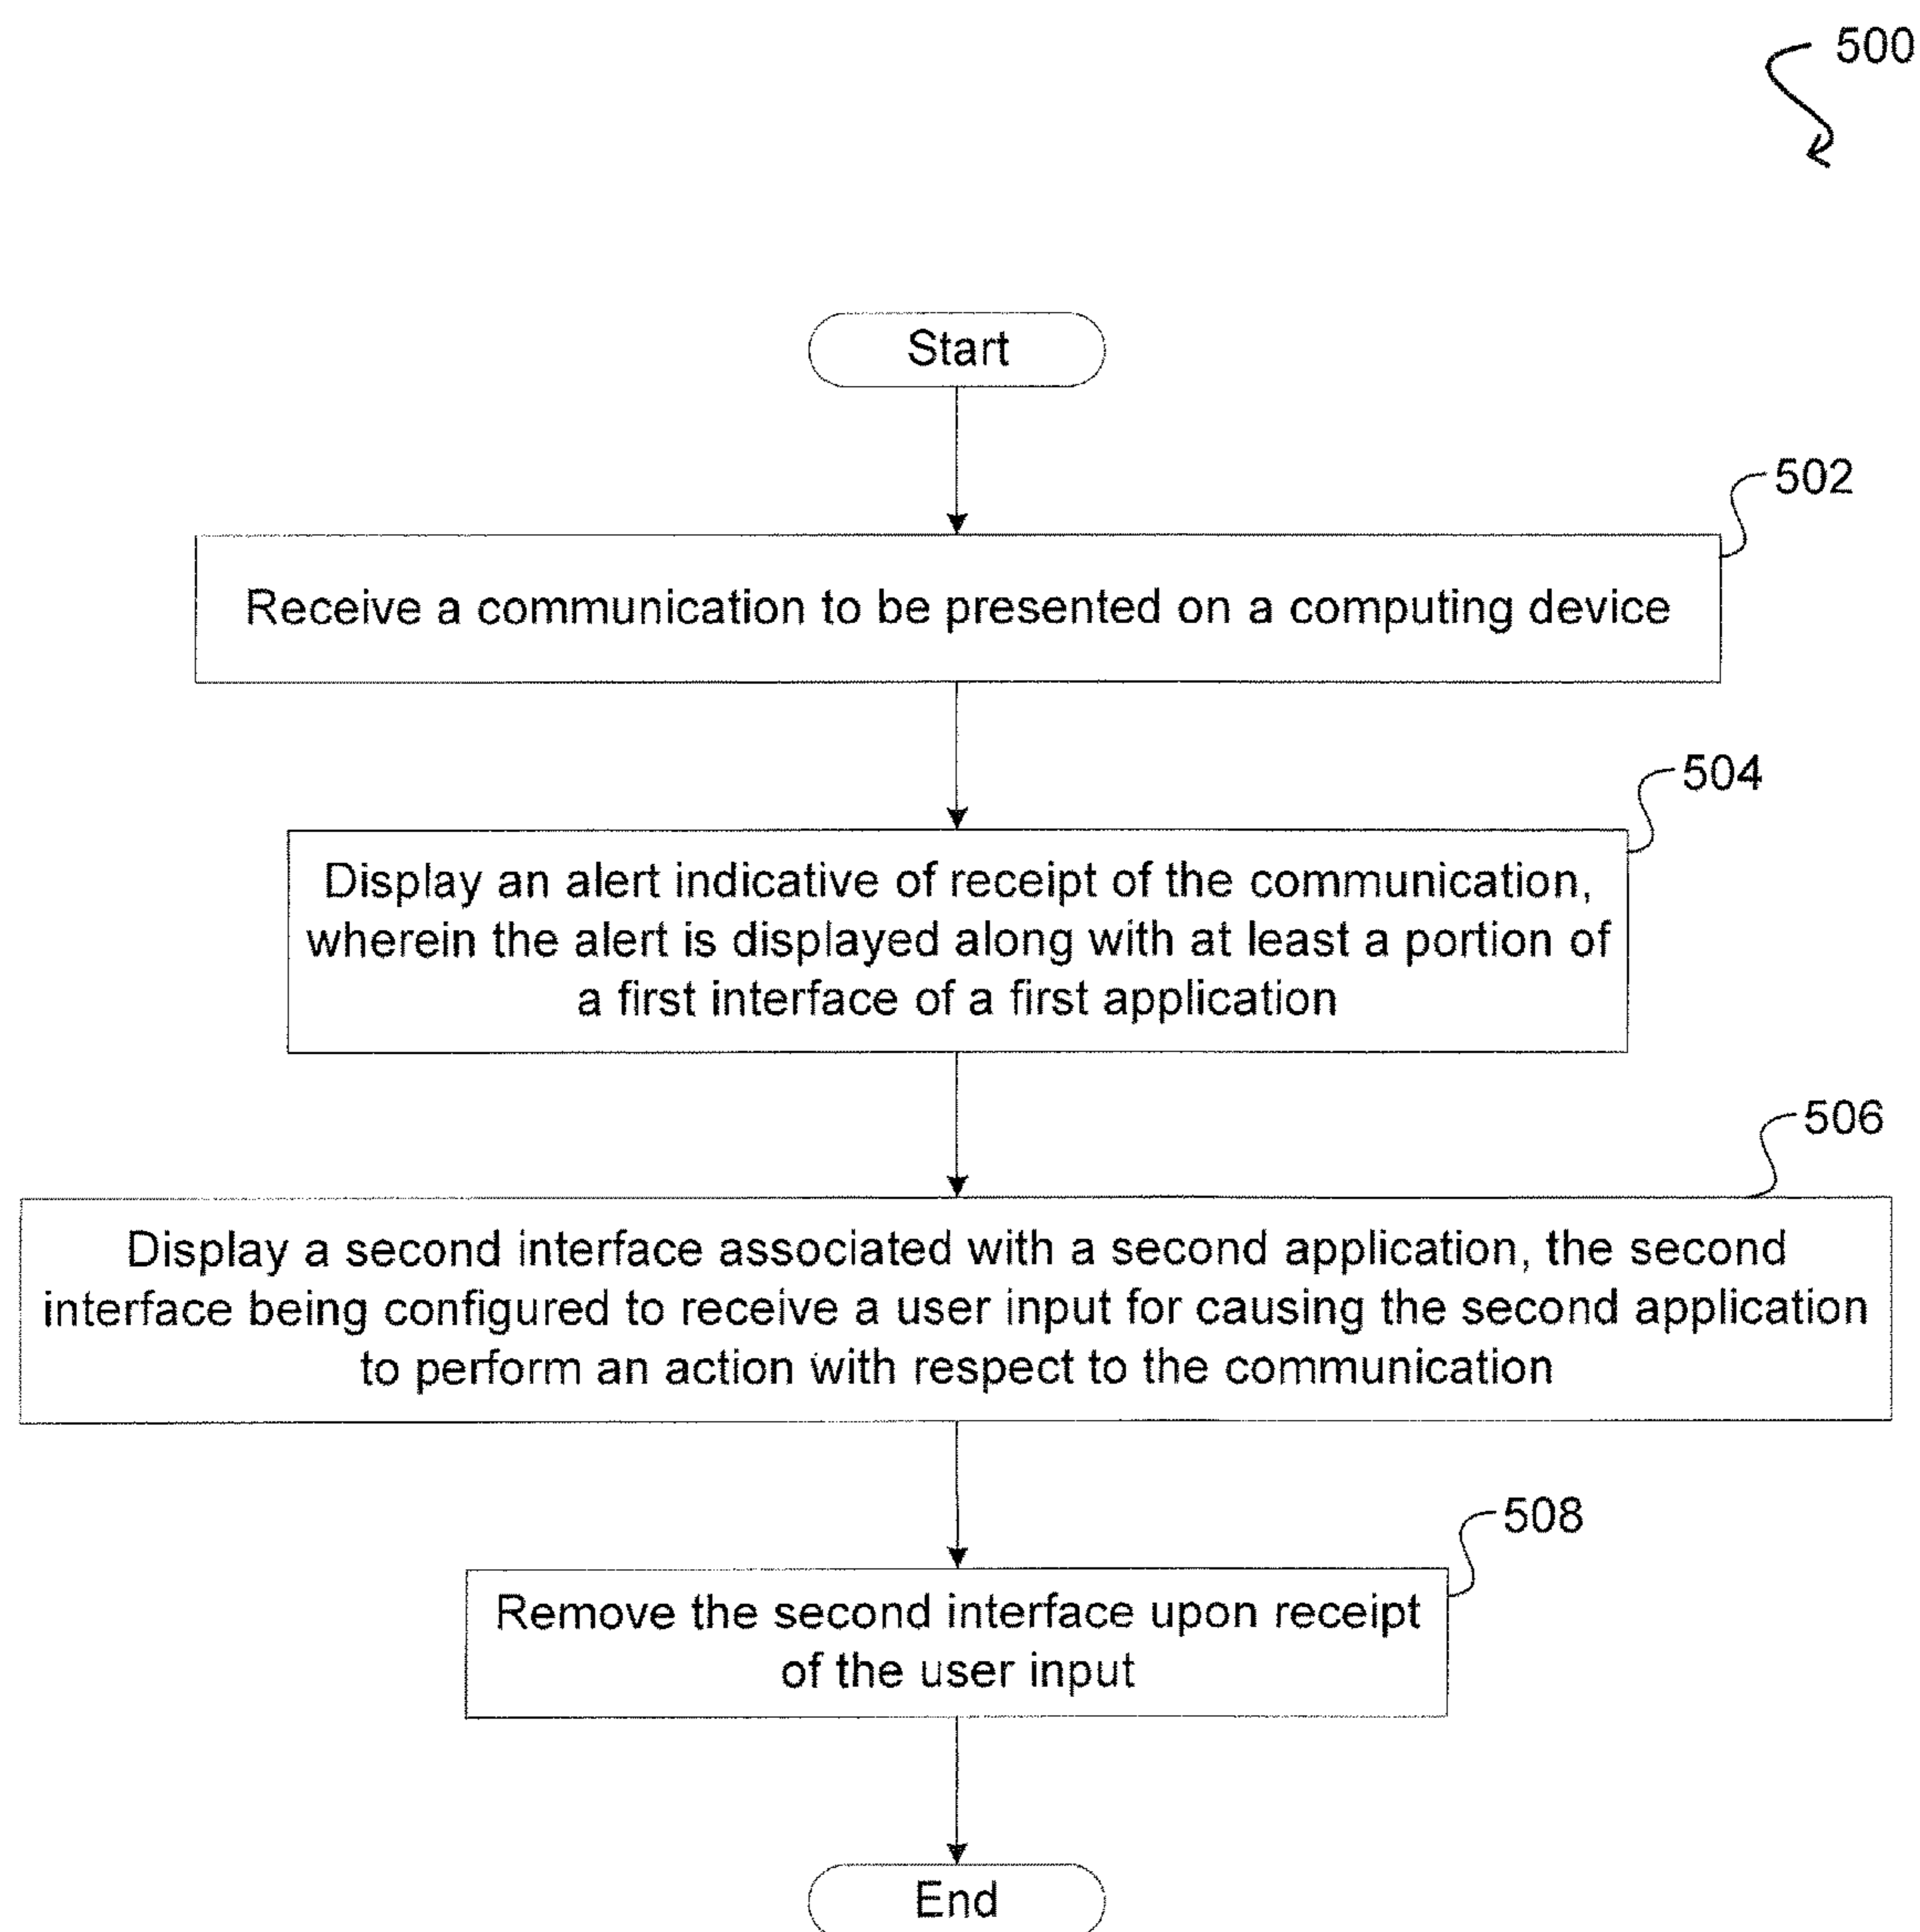 500
Start
502
Receive a communication to be presented on a computing device
504
Display an alert indicative of receipt of the communication,
wherein the alert is displayed along with at least a portion of
a first interface of a first application
506
Display a second interface associated with a second application, the second
interface being configured to receive a user input for causing the second application
to perform an action with respect to the communication
508
Remove the second interface upon receipt
of the user input
End